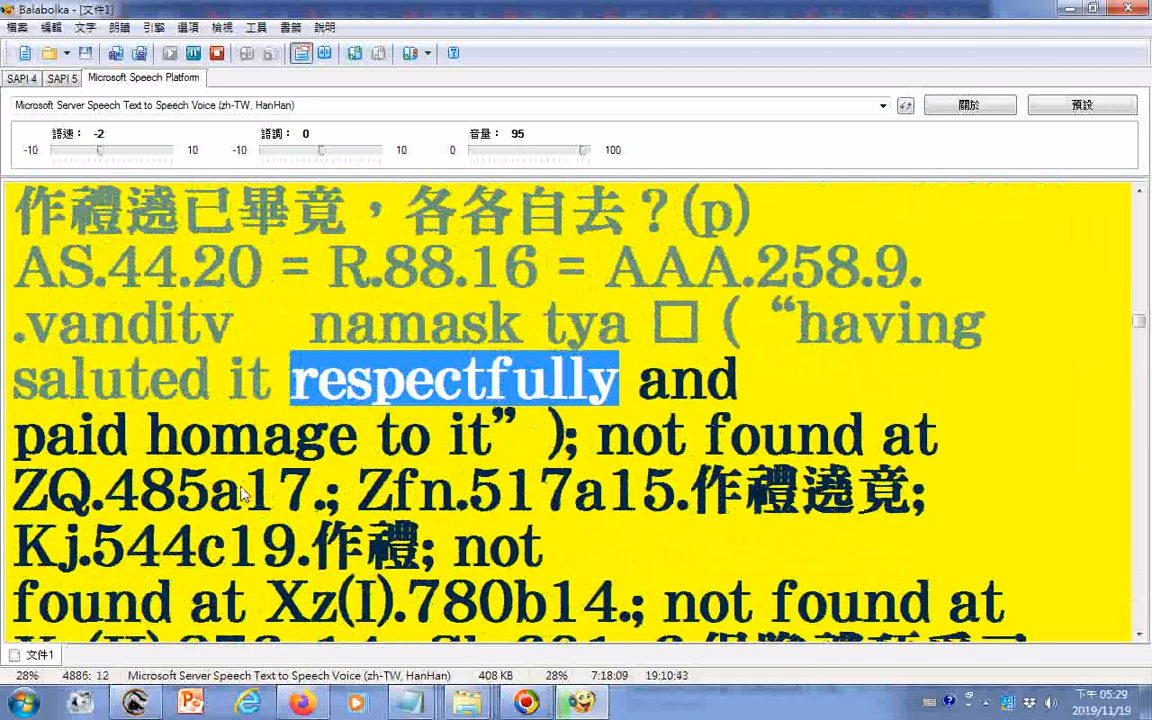 Balabolka - [文件1]
檔案 編輯 文字 朗讀 引擎 選項 檢視 工具 書籤 說明
SAPI 4 SAPI 5 Microsoft Speech Platform
Microsoft Server Speech Text to Speech Voice (zh-TW, HanHan) 關於 預設
語速： -2 語調： 0 音量： 95
-10 10 -10 10 0 100
作禮遶已畢竟，各各自去？(p)
AS.44.20 = R.88.16 = AAA.258.9.
.vanditv namask tya □ ( “having
saluted it respectfully and
paid homage to it” ); not found at
ZQ.485a17.; Zfn.517a15.作禮遶竟;
Kj.544c19.作禮; not
found at Xz(I).780b14.; not found at
文件1
28% 4886: 12 Microsoft Server Speech Text to Speech Voice (zh-TW, HanHan) 408 KB 28% 7:18:09 19:10:43
下午 05:29
2019/11/19